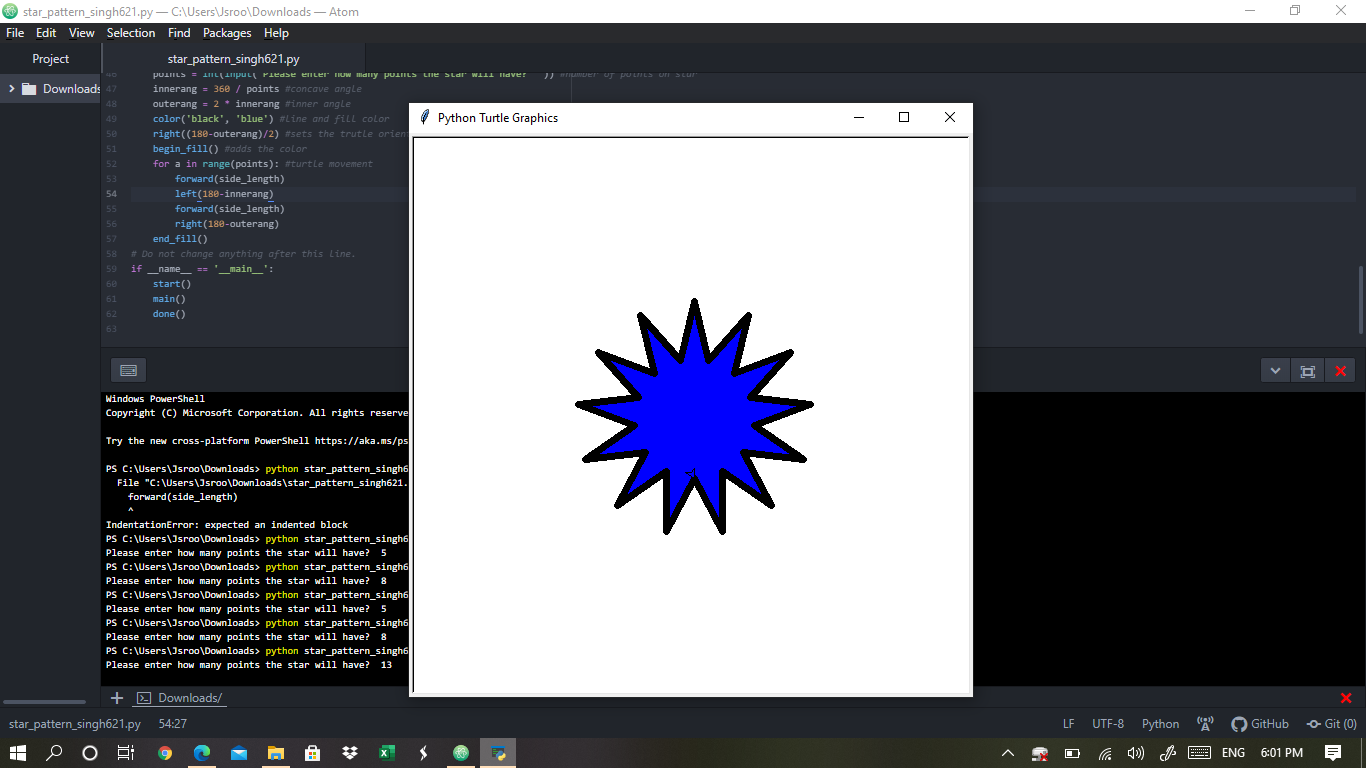 star_pattern_singh621.py — C:\Users\Jsroo\Downloads — Atom
File Edit View Selection Find Packages Help
Project
star_pattern_singh621.py
Downloads
46 points = int(input("Please enter how many points the star will have? ")) #number of points on star
47 innerang = 360 / points #concave angle
48 outerang = 2 * innerang #inner angle
49 color('black', 'blue') #line and fill color
50 right((180-outerang)/2) #sets the trutle orien
51 begin_fill() #adds the color
52 for a in range(points): #turtle movement
53 forward(side_length)
54 left(180-innerang)
55 forward(side_length)
56 right(180-outerang)
57 end_fill()
58 # Do not change anything after this line.
59 if __name__ == '__main__':
60 start()
61 main()
62 done()
63
Python Turtle Graphics
Windows PowerShell
Copyright (C) Microsoft Corporation. All rights reserve
Try the new cross-platform PowerShell https://aka.ms/ps
PS C:\Users\Jsroo\Downloads> python star_pattern_singh6
File "C:\Users\Jsroo\Downloads\star_pattern_singh621.
forward(side_length)
^
IndentationError: expected an indented block
PS C:\Users\Jsroo\Downloads> python star_pattern_singh6
Please enter how many points the star will have? 5
PS C:\Users\Jsroo\Downloads> python star_pattern_singh6
Please enter how many points the star will have? 8
PS C:\Users\Jsroo\Downloads> python star_pattern_singh6
Please enter how many points the star will have? 5
PS C:\Users\Jsroo\Downloads> python star_pattern_singh6
Please enter how many points the star will have? 8
PS C:\Users\Jsroo\Downloads> python star_pattern_singh6
Please enter how many points the star will have? 13
Downloads/
star_pattern_singh621.py 54:27
LF UTF-8 Python GitHub Git (0)
ENG 6:01 PM